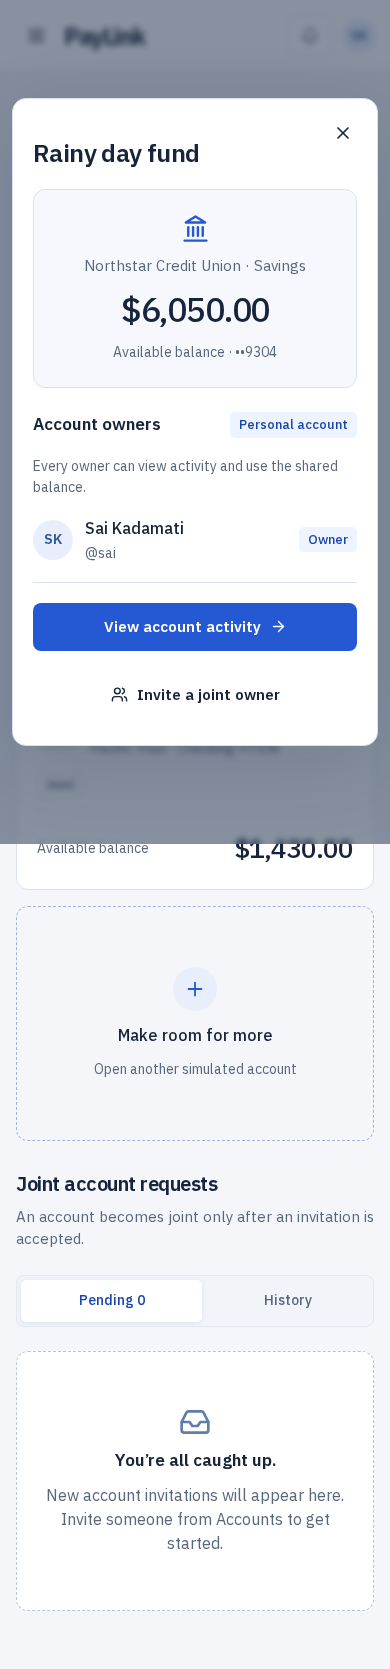 PayLink
Rainy day fund
Northstar Credit Union · Savings
$6,050.00
Available balance · ••9304
Account owners
Personal account
Every owner can view activity and use the shared
balance.
SK
Sai Kadamati
@sai
Owner
View account activity
Invite a joint owner
Available balance
$1,430.00
Make room for more
Open another simulated account
Joint account requests
An account becomes joint only after an invitation is
accepted.
Pending 0
History
You’re all caught up.
New account invitations will appear here.
Invite someone from Accounts to get
started.